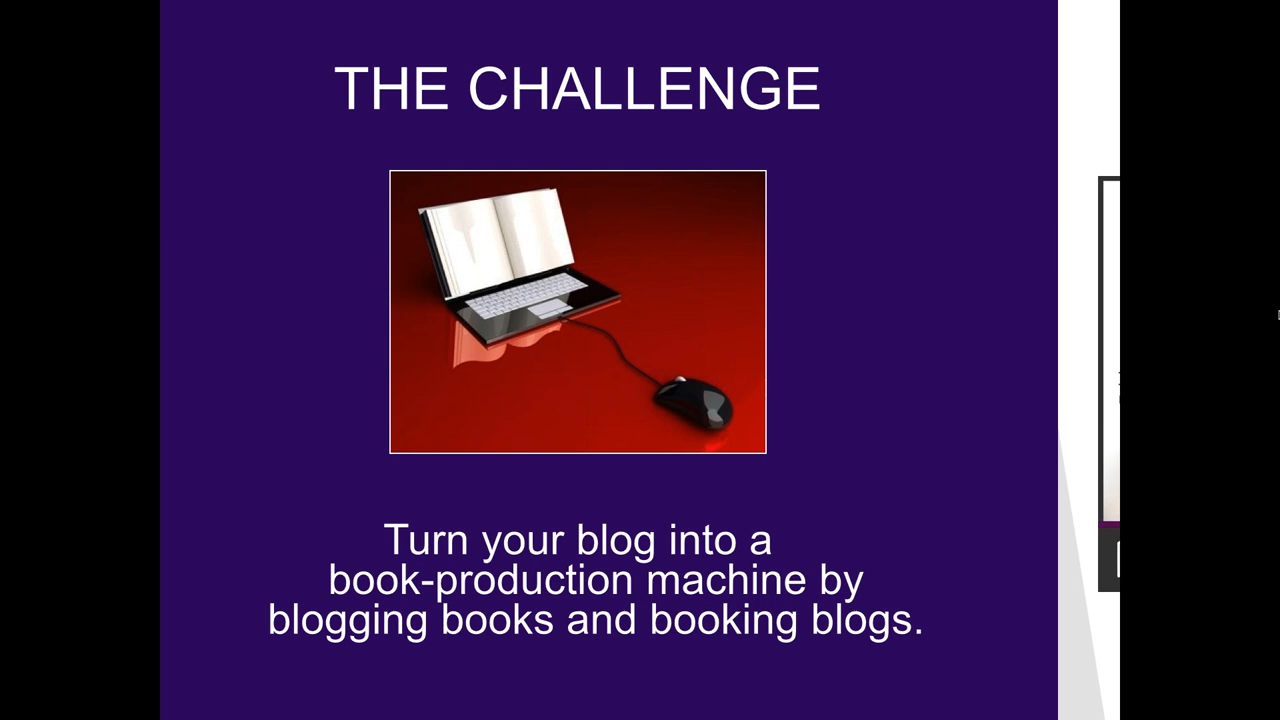 THE CHALLENGE
Turn your blog into a
book-production machine by
blogging books and booking blogs.